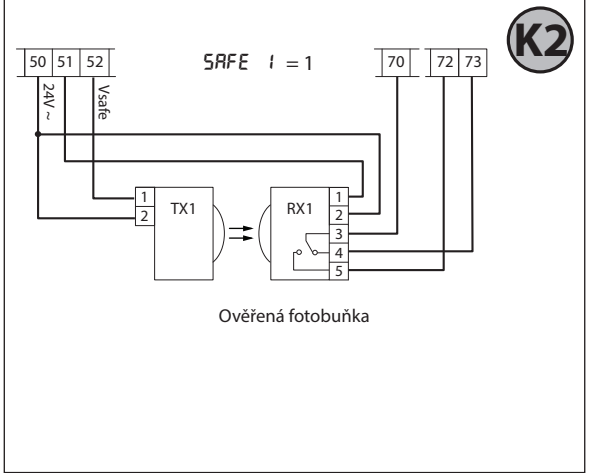 K2
50 51 52 SAFE 1 = 1 70 72 73
24V ~
Vsafe
1
2
TX1
RX1
1
2
3
4
5
Ověřená fotobuňka